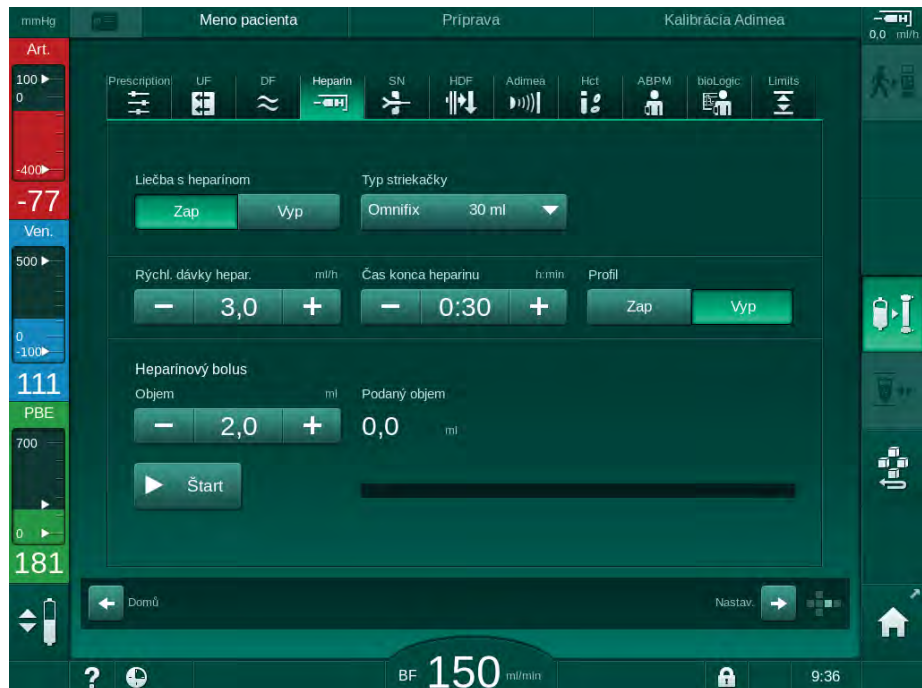 mmHg Meno pacienta Príprava Kalibrácia Adimea
0,0 ml/h
Art.
100
0
-400
-77
Ven.
500
0
-100
111
PBE
700
0
181
Prescription UF DF Heparin SN HDF Adimea Hct ABPM bioLogic Limits
Liečba s heparínom Typ striekačky
Zap Vyp Omnifix 30 ml
Rýchl. dávky hepar. ml/h Čas konca heparinu h:min Profil
− 3,0 + − 0:30 + Zap Vyp
Heparínový bolus
Objem ml Podaný objem
− 2,0 + 0,0 ml
Štart
Domů Nastav.
? BF 150 ml/min 9:36